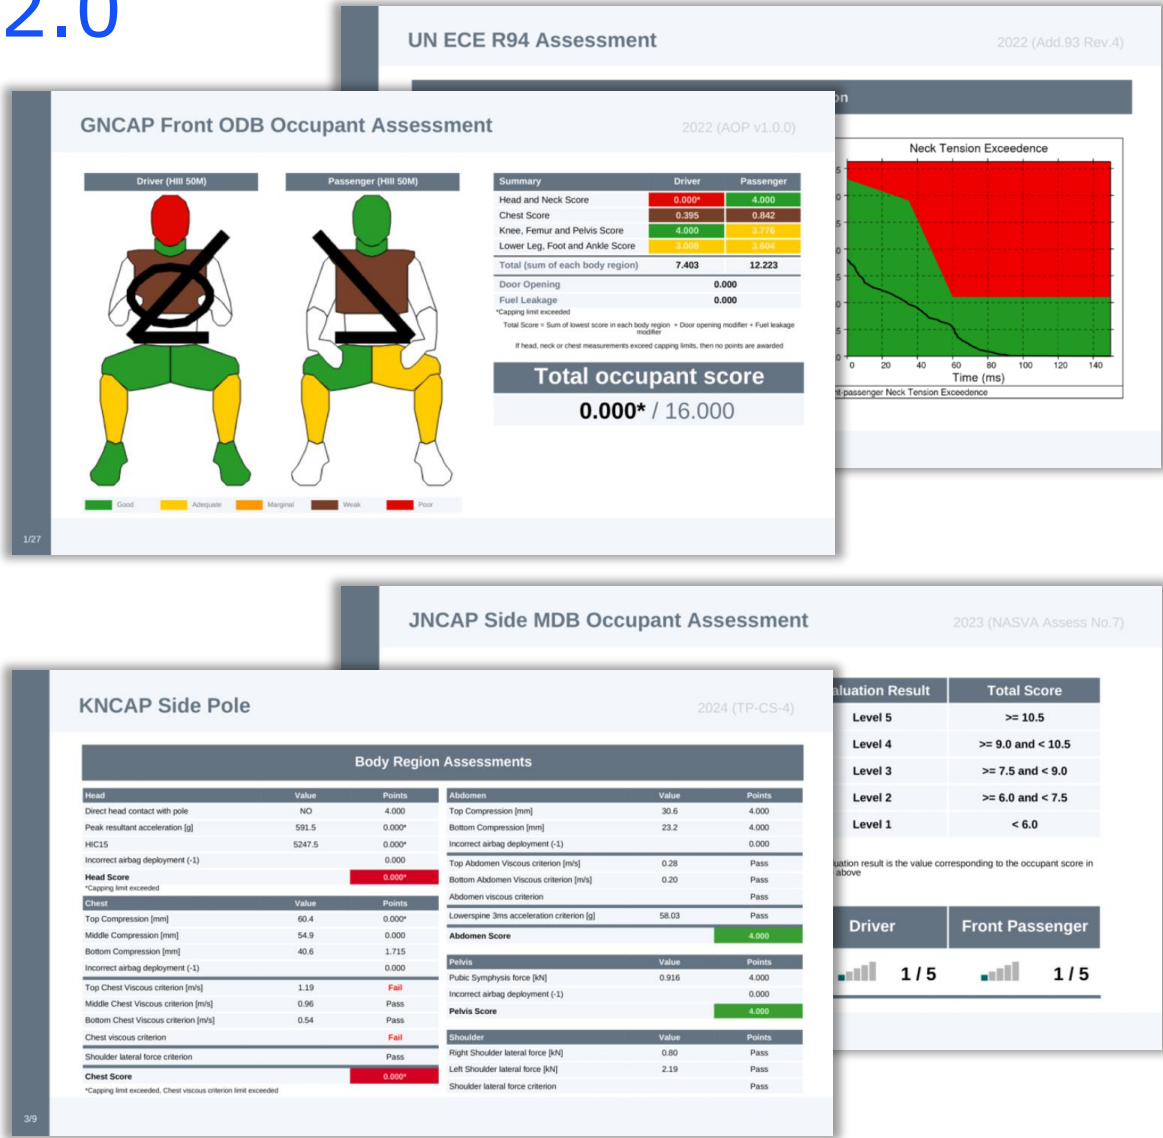 2.0
UN ECE R94 Assessment
2022 (Add.93 Rev.4)
Neck Tension Exceedence
0 20 40 60 80 100 120 140
Time (ms)
-passenger Neck Tension Exceedence
GNCAP Front ODB Occupant Assessment
2022 (AOP v1.0.0)
Driver (HIII 50M)
Passenger (HIII 50M)
Good Adequate Marginal Weak Poor
Summary Driver Passenger
Head and Neck Score 0.000* 4.000
Chest Score 0.395 0.842
Knee, Femur and Pelvis Score 4.000 3.776
Lower Leg, Foot and Ankle Score 3.008 3.604
Total (sum of each body region) 7.403 12.223
Door Opening 0.000
Fuel Leakage 0.000
*Capping limit exceeded
Total Score = Sum of lowest score in each body region + Door opening modifier + Fuel leakage
modifier
If head, neck or chest measurements exceed capping limits, then no points are awarded
Total occupant score
0.000* / 16.000
1/27
JNCAP Side MDB Occupant Assessment
2023 (NASVA Assess No.7)
aluation Result Total Score
Level 5 >= 10.5
Level 4 >= 9.0 and < 10.5
Level 3 >= 7.5 and < 9.0
Level 2 >= 6.0 and < 7.5
Level 1 < 6.0
uation result is the value corresponding to the occupant score in
above
Driver Front Passenger
1 / 5 1 / 5
KNCAP Side Pole
2024 (TP-CS-4)
Body Region Assessments
Head Value Points
Direct head contact with pole NO 4.000
Peak resultant acceleration [g] 591.5 0.000*
HIC15 5247.5 0.000*
Incorrect airbag deployment (-1) 0.000
Head Score 0.000*
*Capping limit exceeded
Chest Value Points
Top Compression [mm] 60.4 0.000*
Middle Compression [mm] 54.9 0.000
Bottom Compression [mm] 40.6 1.715
Incorrect airbag deployment (-1) 0.000
Top Chest Viscous criterion [m/s] 1.19 Fail
Middle Chest Viscous criterion [m/s] 0.96 Pass
Bottom Chest Viscous criterion [m/s] 0.54 Pass
Chest viscous criterion Fail
Shoulder lateral force criterion Pass
Chest Score 0.000*
*Capping limit exceeded, Chest viscous criterion limit exceeded
Abdomen Value Points
Top Compression [mm] 30.6 4.000
Bottom Compression [mm] 23.2 4.000
Incorrect airbag deployment (-1) 0.000
Top Abdomen Viscous criterion [m/s] 0.28 Pass
Bottom Abdomen Viscous criterion [m/s] 0.20 Pass
Abdomen viscous criterion Pass
Lowerspine 3ms acceleration criterion [g] 58.03 Pass
Abdomen Score 4.000
Pelvis Value Points
Pubic Symphysis force [kN] 0.916 4.000
Incorrect airbag deployment (-1) 0.000
Pelvis Score 4.000
Shoulder Value Points
Right Shoulder lateral force [kN] 0.80 Pass
Left Shoulder lateral force [kN] 2.19 Pass
Shoulder lateral force criterion Pass
3/9